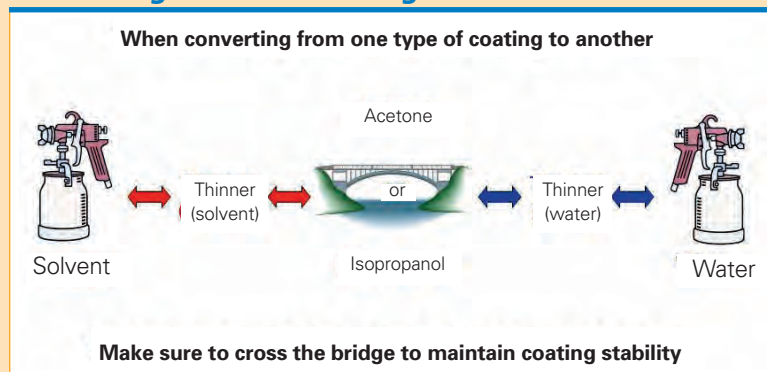 When converting from one type of coating to another
Acetone
or
Thinner
(solvent)
Thinner
(water)
Isopropanol
Solvent
Water
Make sure to cross the bridge to maintain coating stability